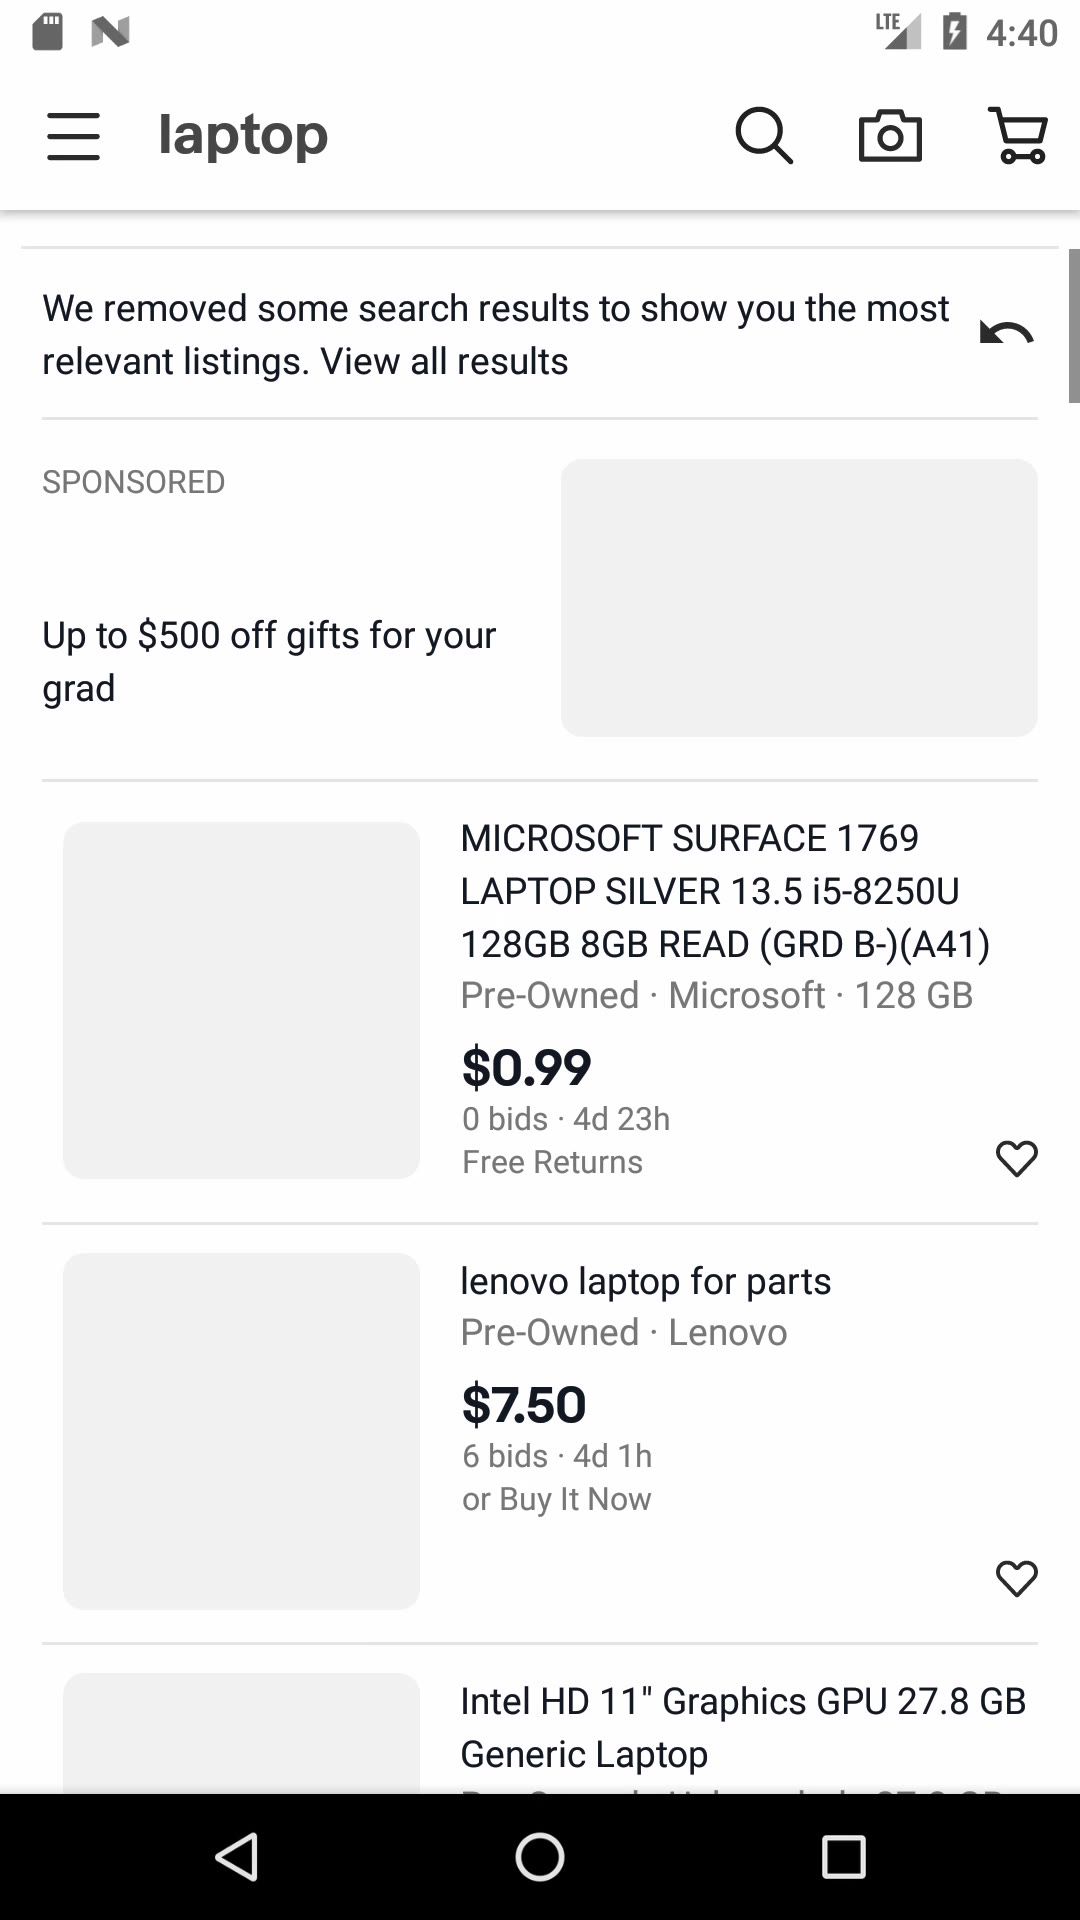 LTE 4:40
laptop
We removed some search results to show you the most
relevant listings. View all results
SPONSORED
Up to $500 off gifts for your
grad
MICROSOFT SURFACE 1769
LAPTOP SILVER 13.5 i5-8250U
128GB 8GB READ (GRD B-)(A41)
Pre-Owned · Microsoft · 128 GB
$0.99
0 bids · 4d 23h
Free Returns
lenovo laptop for parts
Pre-Owned · Lenovo
$7.50
6 bids · 4d 1h
or Buy It Now
Intel HD 11" Graphics GPU 27.8 GB
Generic Laptop